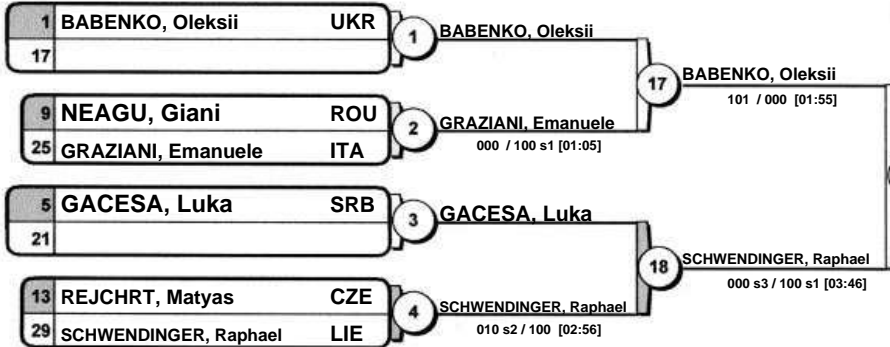 1 BABENKO, Oleksii UKR
17
1
BABENKO, Oleksii
9 NEAGU, Giani ROU
25 GRAZIANI, Emanuele ITA
2
GRAZIANI, Emanuele
000 / 100 s1 [01:05]
17
BABENKO, Oleksii
101 / 000 [01:55]
5 GACESA, Luka SRB
21
3
GACESA, Luka
13 REJCHRT, Matyas CZE
29 SCHWENDINGER, Raphael LIE
4
SCHWENDINGER, Raphael
010 s2 / 100 [02:56]
18
SCHWENDINGER, Raphael
000 s3 / 100 s1 [03:46]